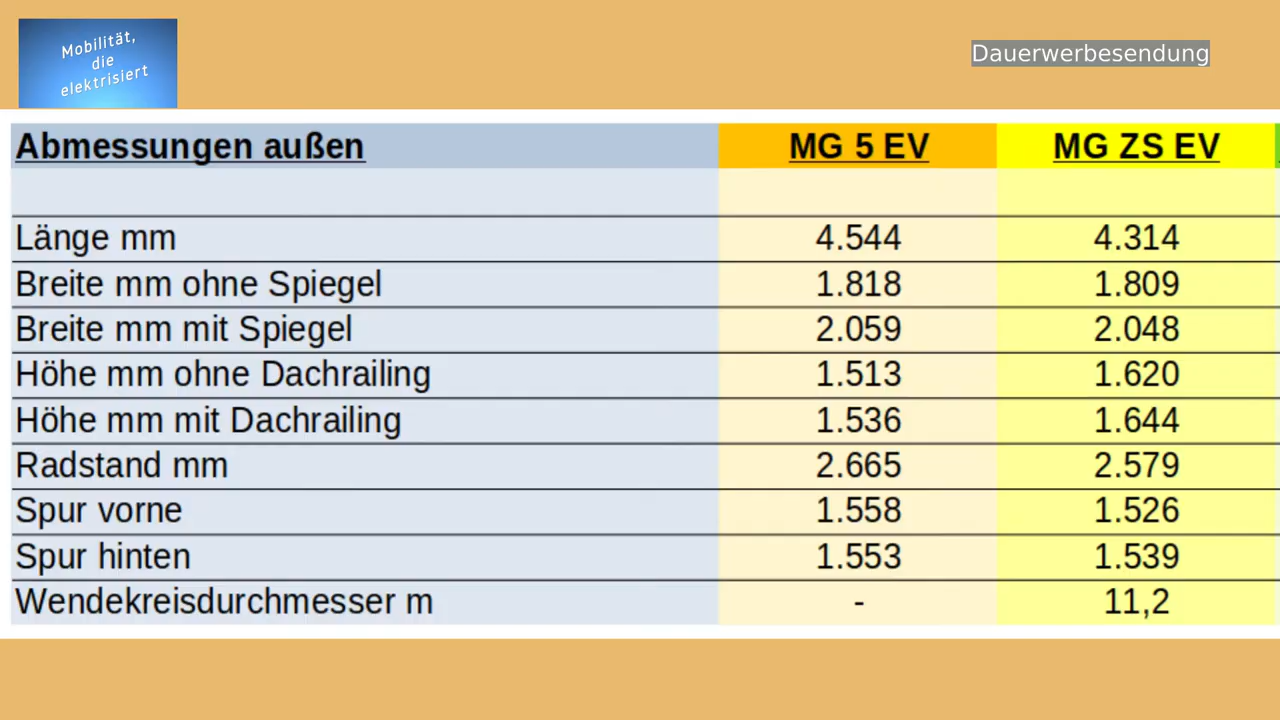 Mobilität,
die
elektrisiert
Dauerwerbesendung
Abmessungen außen MG 5 EV MG ZS EV
Länge mm 4.544 4.314
Breite mm ohne Spiegel 1.818 1.809
Breite mm mit Spiegel 2.059 2.048
Höhe mm ohne Dachrailing 1.513 1.620
Höhe mm mit Dachrailing 1.536 1.644
Radstand mm 2.665 2.579
Spur vorne 1.558 1.526
Spur hinten 1.553 1.539
Wendekreisdurchmesser m - 11,2